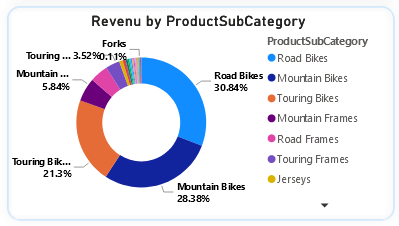 Revenu by ProductSubCategory
Forks
0.11%
Touring ... 3.52%
Mountain ...
5.84%
Touring Bik...
21.3%
Road Bikes
30.84%
Mountain Bikes
28.38%
ProductSubCategory
Road Bikes
Mountain Bikes
Touring Bikes
Mountain Frames
Road Frames
Touring Frames
Jerseys